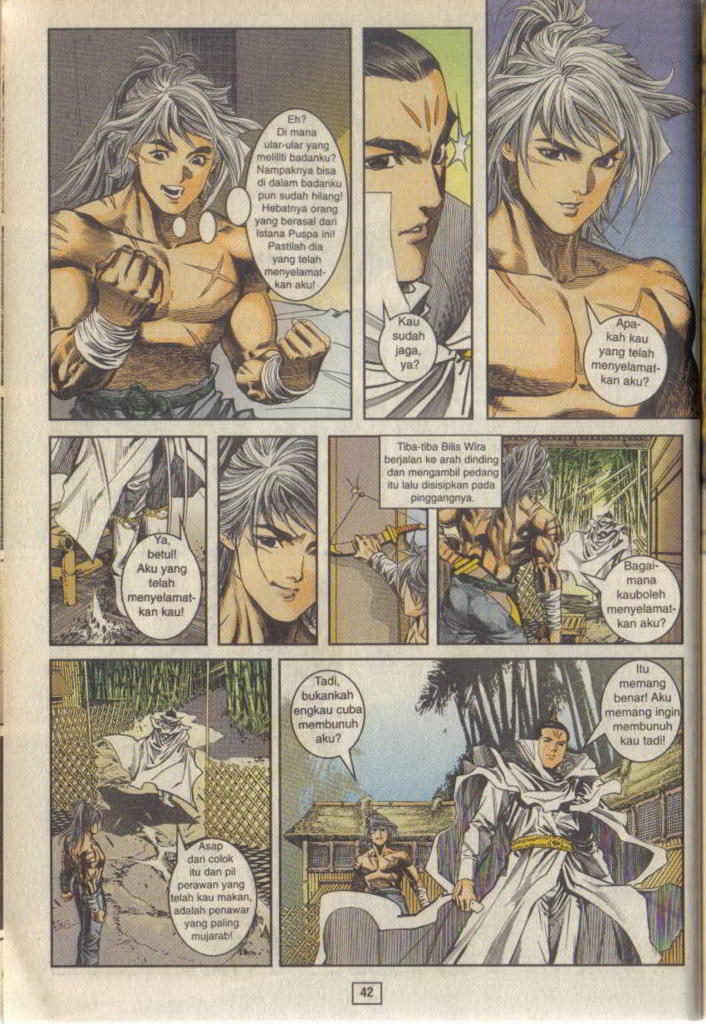 Eh?
Di mana
ular-ular yang
meliliti badanku?
Nampaknya bisa
di dalam badanku
pun sudah hilang!
Hebatnya orang
yang berasal dari
Istana Puspa ini!
Pastilah dia
yang telah
menyelamat-
kan aku!
Kau
sudah
jaga,
ya?
Apa-
kah kau
yang telah
menyelamat-
kan aku?
Ya,
betul!
Aku yang
telah
menyelamat-
kan kau!
Tiba-tiba Bilis Wira
berjalan ke arah dinding
dan mengambil pedang
itu lalu disisipkan pada
pinggangnya.
Bagai-
mana
kauboleh
menyelamat-
kan aku?
Asap
dari colok
itu dan pil
perawan yang
telah kau makan,
adalah penawar
yang paling
mujarab!
Tadi,
bukankah
engkau cuba
membunuh
aku?
Itu
memang
benar! Aku
memang ingin
membunuh
kau tadi!
42